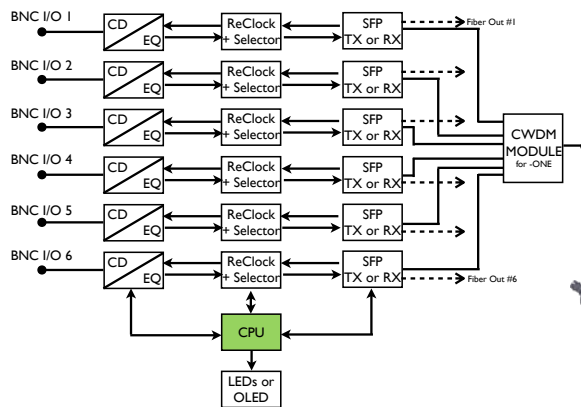 BNC I/O 1
CD
EQ
ReClock
+ Selector
SFP
TX or RX
Fiber Out #1
BNC I/O 2
CD
EQ
ReClock
+ Selector
SFP
TX or RX
BNC I/O 3
CD
EQ
ReClock
+ Selector
SFP
TX or RX
CWDM
MODULE
for -ONE
BNC I/O 4
CD
EQ
ReClock
+ Selector
SFP
TX or RX
BNC I/O 5
CD
EQ
ReClock
+ Selector
SFP
TX or RX
BNC I/O 6
CD
EQ
ReClock
+ Selector
SFP
TX or RX
Fiber Out #6
CPU
LEDs or
OLED